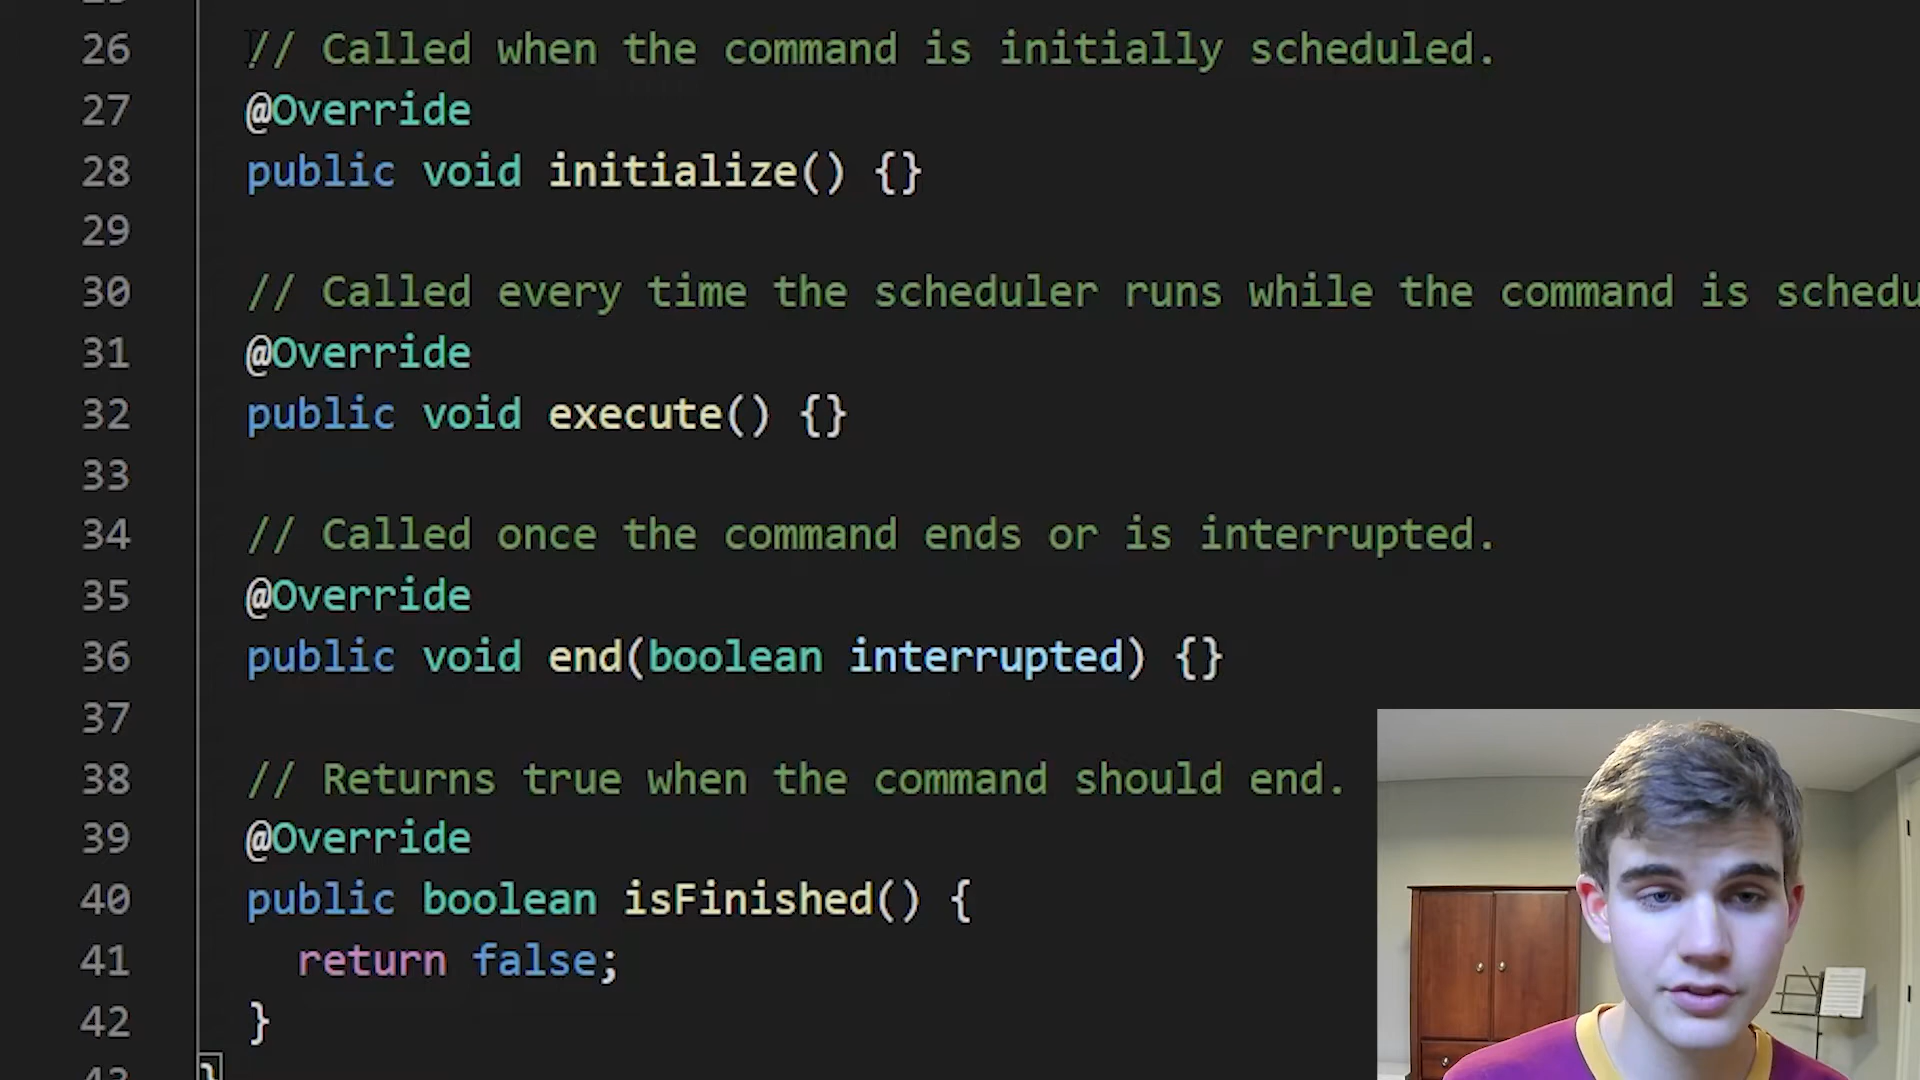 26 // Called when the command is initially scheduled.
27 @Override
28 public void initialize() {}
29
30 // Called every time the scheduler runs while the command is
31 @Override
32 public void execute() {}
33
34 // Called once the command ends or is interrupted.
35 @Override
36 public void end(boolean interrupted) {}
37
38 // Returns true when the command should end.
39 @Override
40 public boolean isFinished() {
41 return false;
42 }
43 }